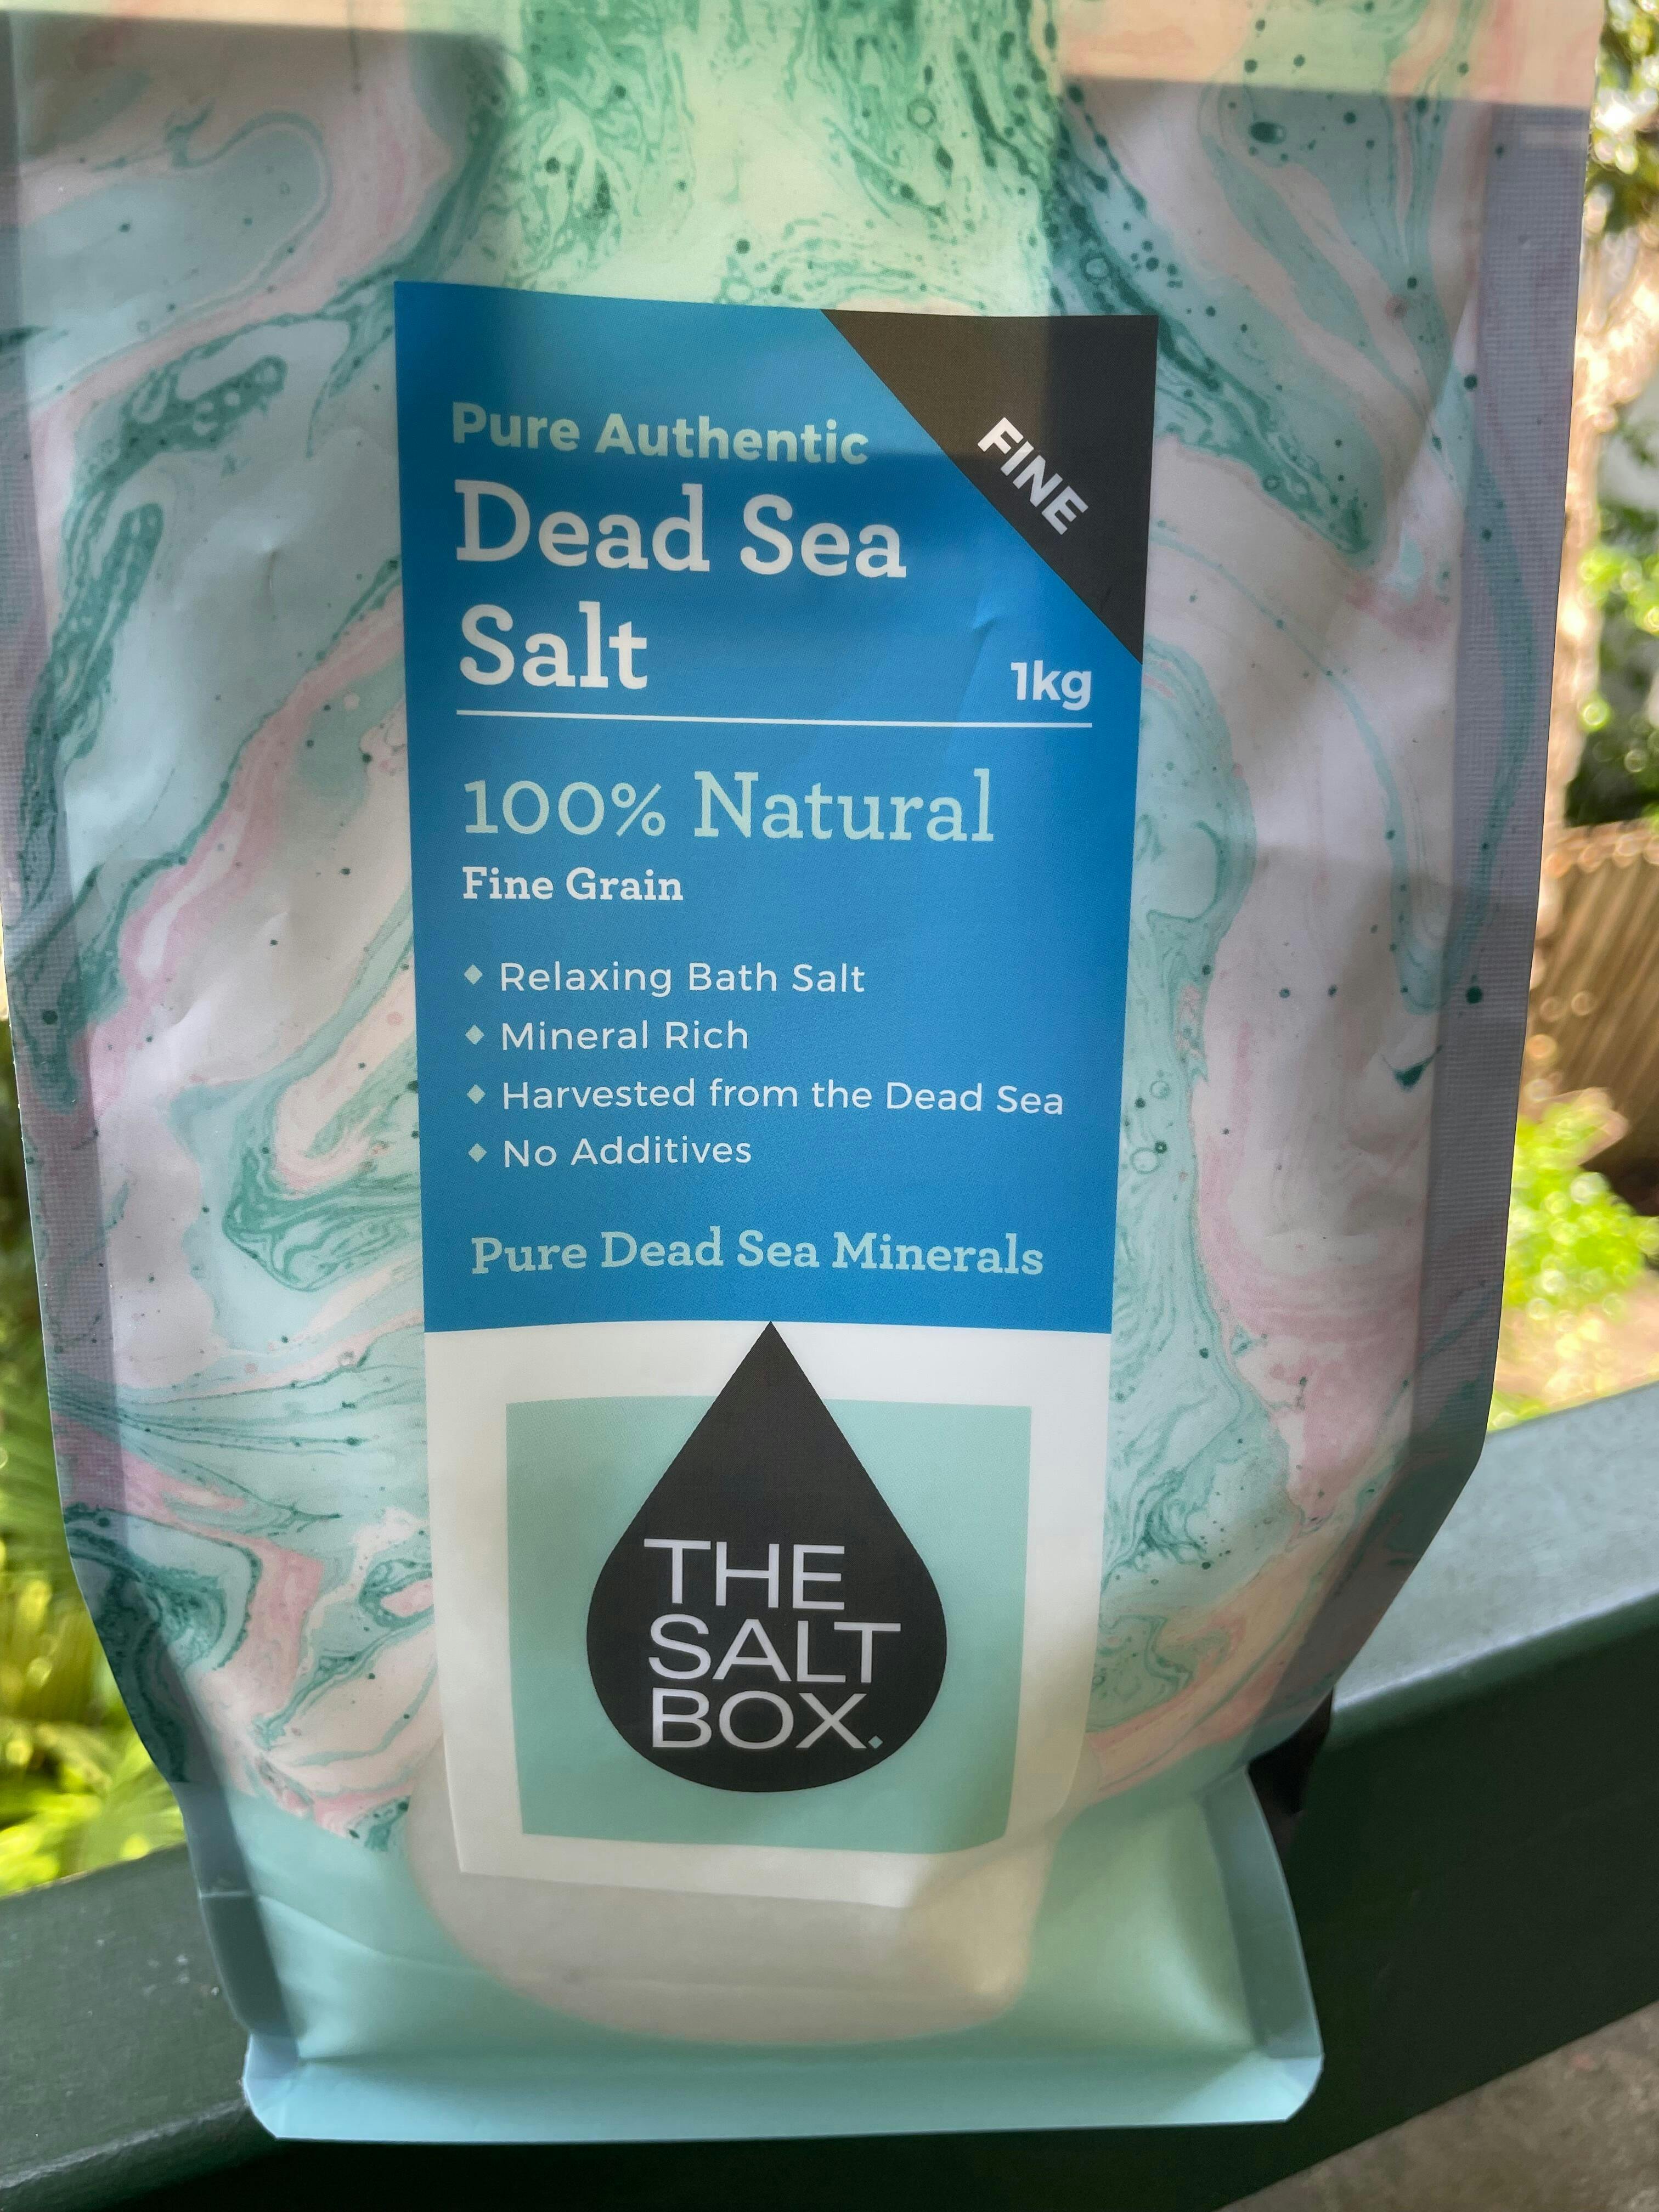 FINE
Pure Authentic
Dead Sea
Salt
1kg
100% Natural
Fine Grain
Relaxing Bath Salt
Mineral Rich
Harvested from the Dead Sea
No Additives
Pure Dead Sea Minerals
THE
SALT
BOX.